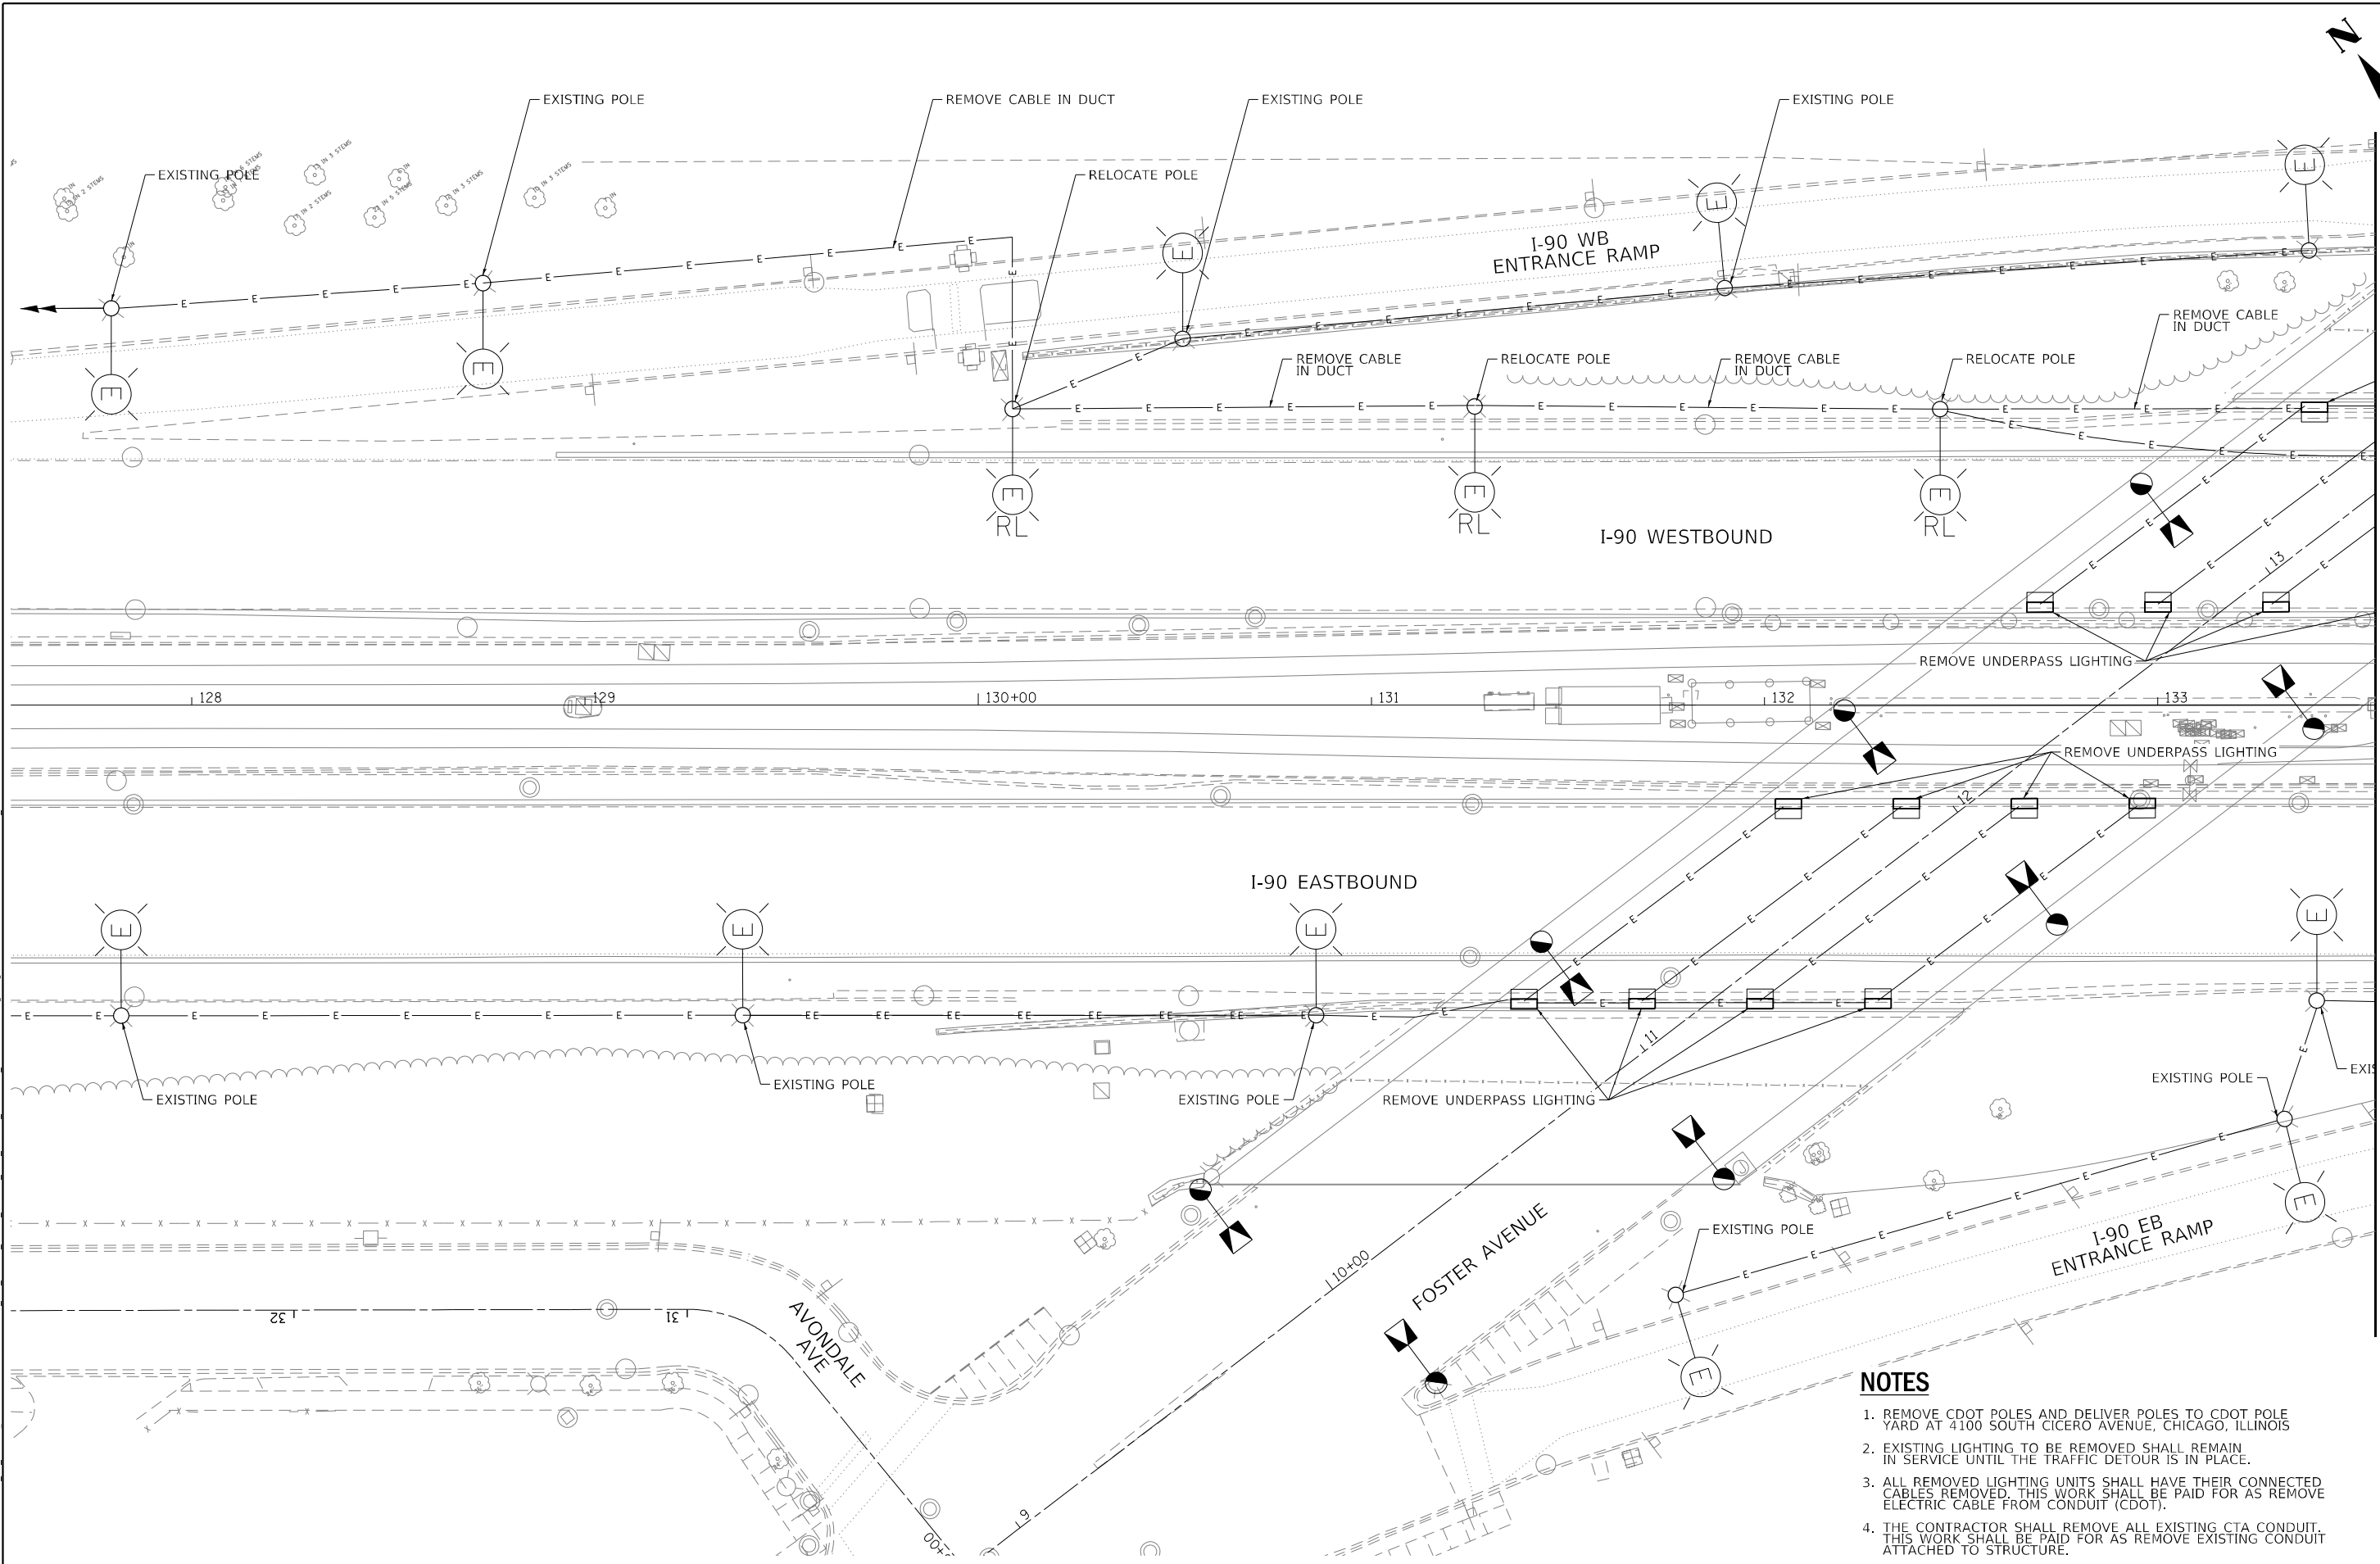 N
EXISTING POLE
REMOVE CABLE IN DUCT
EXISTING POLE
EXISTING POLE
EXISTING POLE
RELOCATE POLE
I-90 WB
ENTRANCE RAMP
REMOVE CABLE
IN DUCT
REMOVE CABLE
IN DUCT
RELOCATE POLE
REMOVE CABLE
IN DUCT
RELOCATE POLE
RL
RL
RL
I-90 WESTBOUND
13
REMOVE UNDERPASS LIGHTING
128
129
130+00
131
132
133
REMOVE UNDERPASS LIGHTING
12
I-90 EASTBOUND
11
EXISTING POLE
EXISTING POLE
EXISTING POLE
REMOVE UNDERPASS LIGHTING
EXISTING POLE
EXIS
EXISTING POLE
I-90 EB
ENTRANCE RAMP
10+00
FOSTER AVENUE
32
31
AVONDALE
AVE
9
NOTES
1. REMOVE CDOT POLES AND DELIVER POLES TO CDOT POLE
YARD AT 4100 SOUTH CICERO AVENUE, CHICAGO, ILLINOIS
2. EXISTING LIGHTING TO BE REMOVED SHALL REMAIN
IN SERVICE UNTIL THE TRAFFIC DETOUR IS IN PLACE.
3. ALL REMOVED LIGHTING UNITS SHALL HAVE THEIR CONNECTED
CABLES REMOVED. THIS WORK SHALL BE PAID FOR AS REMOVE
ELECTRIC CABLE FROM CONDUIT (CDOT).
4. THE CONTRACTOR SHALL REMOVE ALL EXISTING CTA CONDUIT.
THIS WORK SHALL BE PAID FOR AS REMOVE EXISTING CONDUIT
ATTACHED TO STRUCTURE.